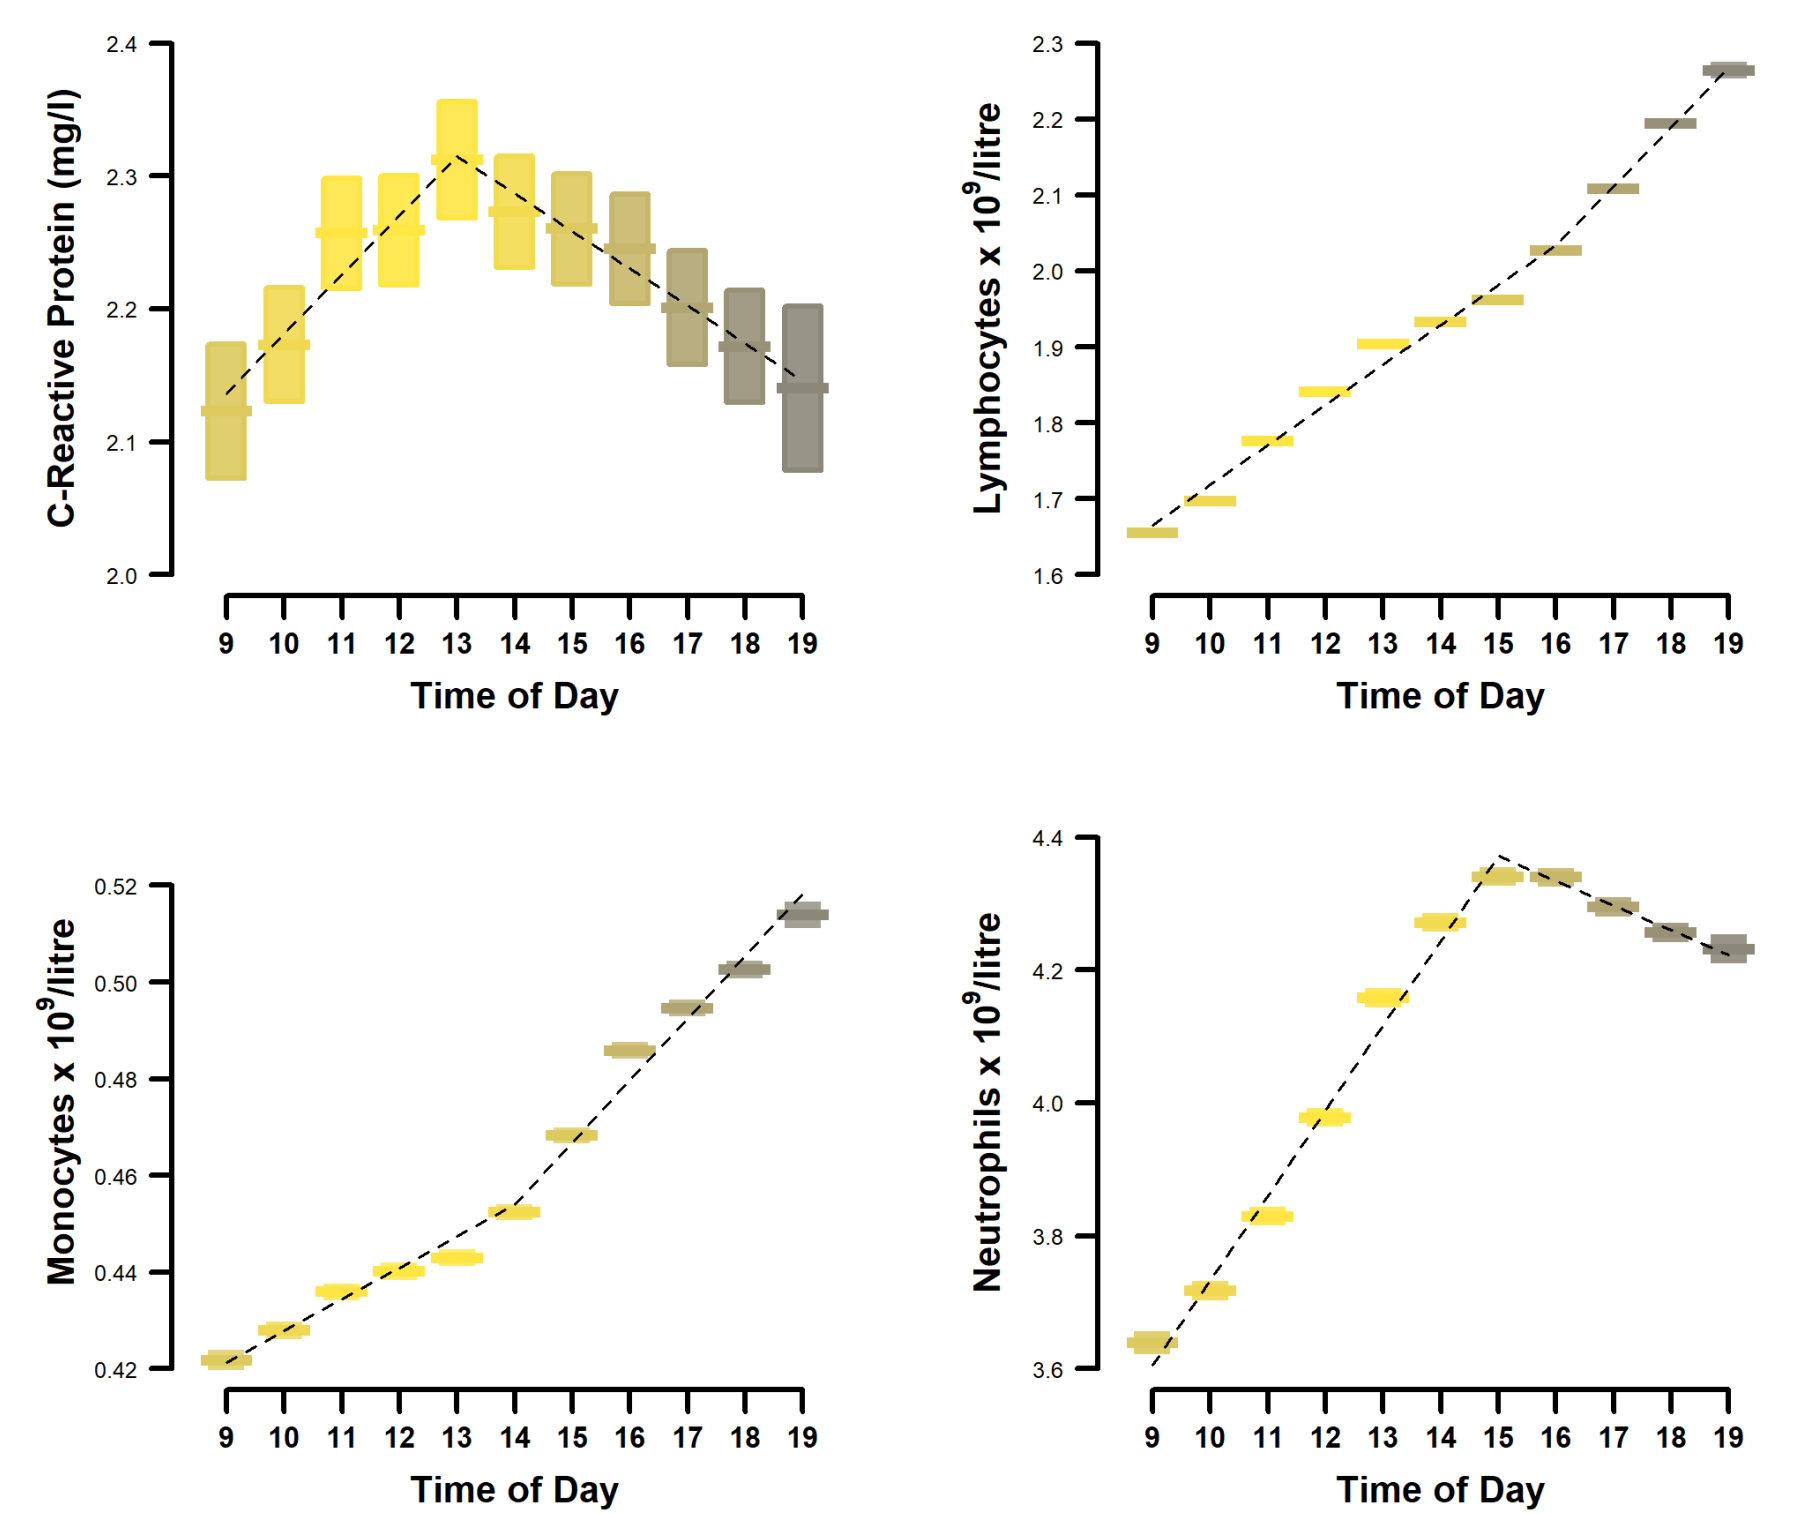 C-Reactive Protein (mg/l)
2.4
2.3
2.2
2.1
2.0
9 10 11 12 13 14 15 16 17 18 19
Time of Day
Lymphocytes x 10⁹/litre
2.3
2.2
2.1
2.0
1.9
1.8
1.7
1.6
9 10 11 12 13 14 15 16 17 18 19
Time of Day
Monocytes x 10⁹/litre
0.52
0.50
0.48
0.46
0.44
0.42
9 10 11 12 13 14 15 16 17 18 19
Time of Day
Neutrophils x 10⁹/litre
4.4
4.2
4.0
3.8
3.6
9 10 11 12 13 14 15 16 17 18 19
Time of Day